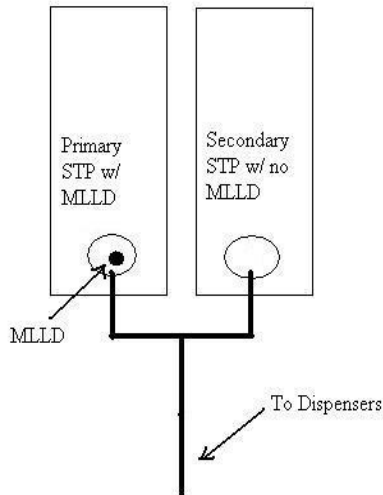 Primary
STP w/
MLLD
Secondary
STP w/ no
MLLD
MLLD
To Dispensers